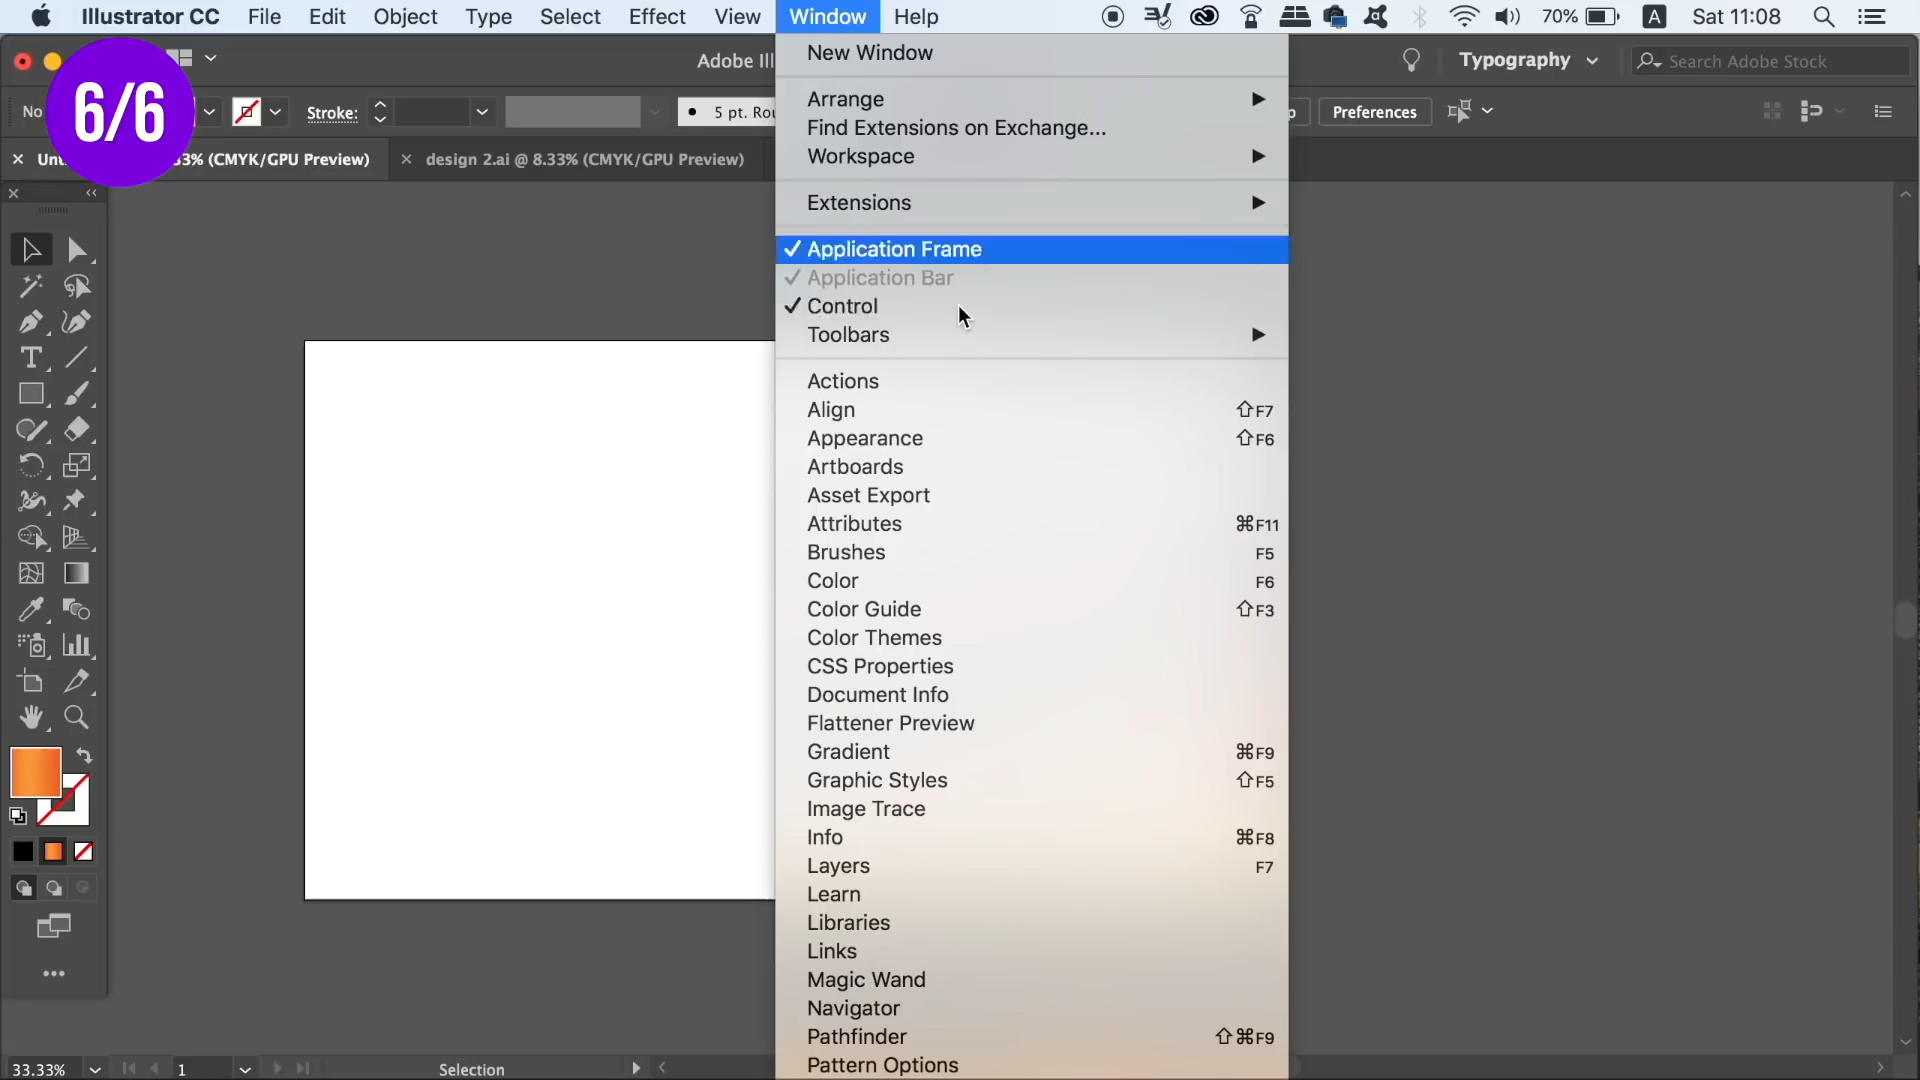 Illustrator CC File Edit Object Type Select Effect View Window Help 70% A Sat 11:08
Adobe Ill
Typography
Search Adobe Stock
6/6
No
Stroke:
5 pt. Rou
p
Preferences
Unt
33% (CMYK/GPU Preview)
design 2.ai @ 8.33% (CMYK/GPU Preview)
New Window
Arrange
Find Extensions on Exchange...
Workspace
Extensions
✓ Application Frame
✓ Application Bar
✓ Control
Toolbars
Actions
Align ⇧F7
Appearance ⇧F6
Artboards
Asset Export
Attributes ⌘F11
Brushes F5
Color F6
Color Guide ⇧F3
Color Themes
CSS Properties
Document Info
Flattener Preview
Gradient ⌘F9
Graphic Styles ⇧F5
Image Trace
Info ⌘F8
Layers F7
Learn
Libraries
Links
Magic Wand
Navigator
Pathfinder ⇧⌘F9
Pattern Options
33.33% 1 Selection